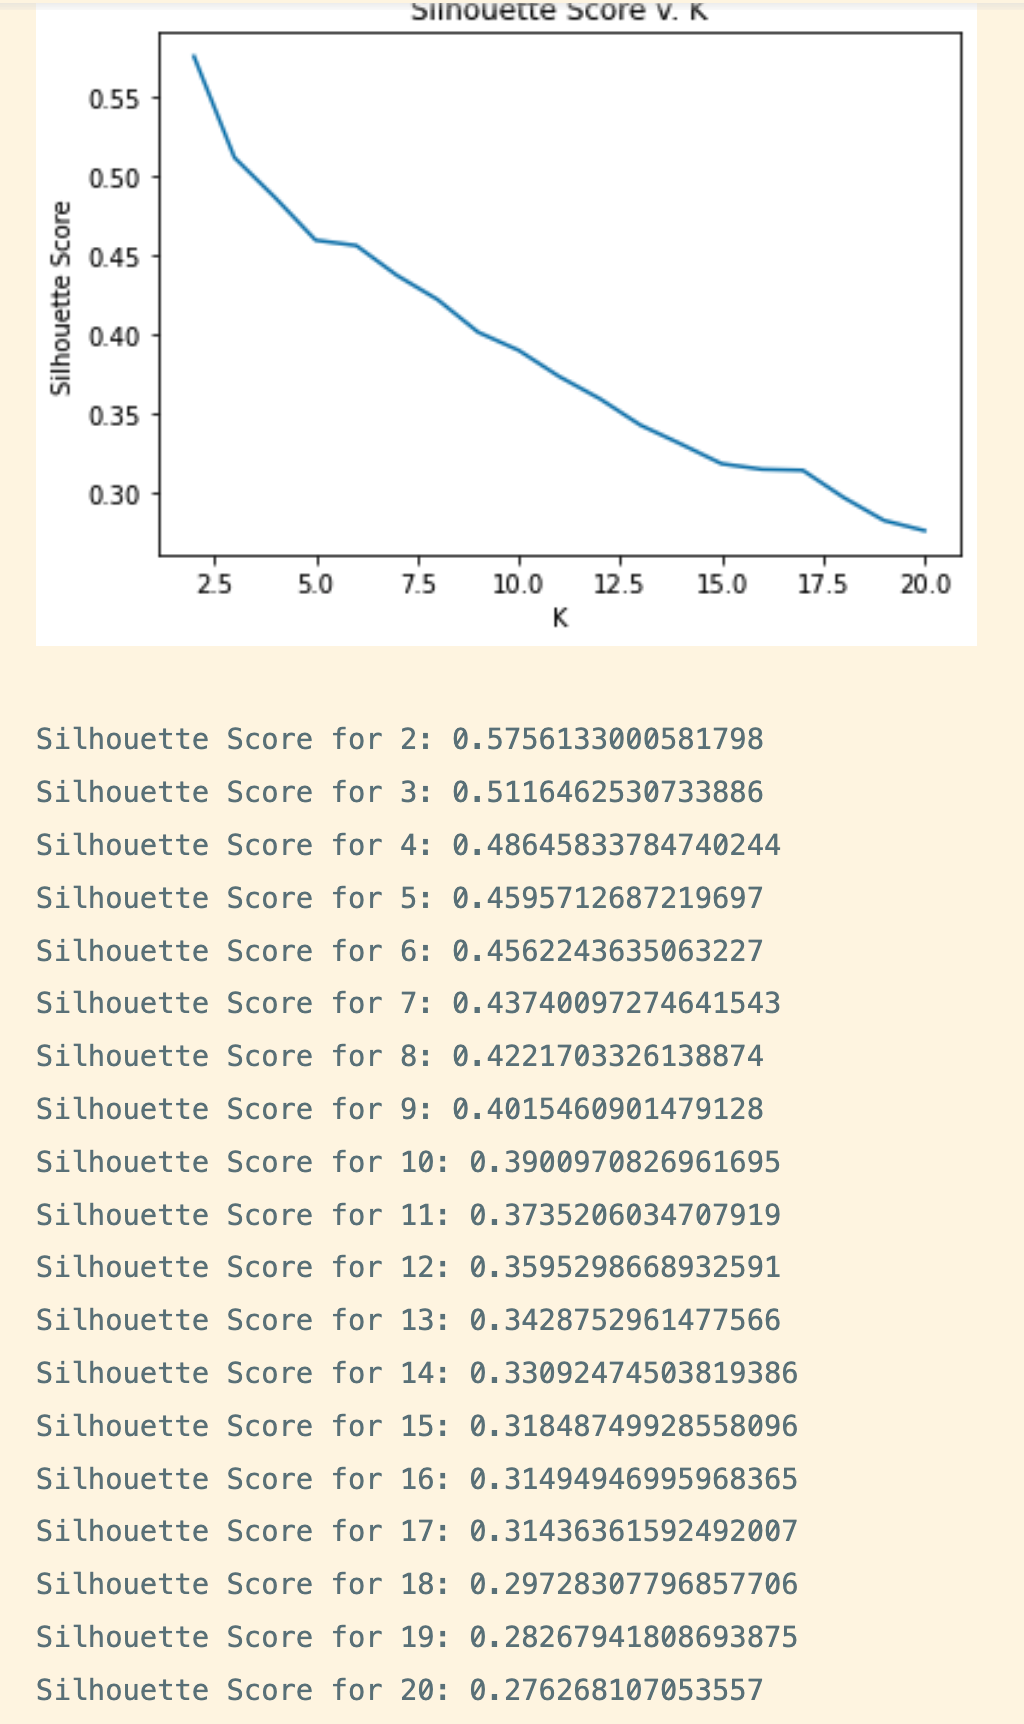 Silhouette Score v. K
0.55
0.50
0.45
0.40
0.35
0.30
Silhouette Score
2.5 5.0 7.5 10.0 12.5 15.0 17.5 20.0
K
Silhouette Score for 2: 0.5756133000581798
Silhouette Score for 3: 0.5116462530733886
Silhouette Score for 4: 0.48645833784740244
Silhouette Score for 5: 0.4595712687219697
Silhouette Score for 6: 0.4562243635063227
Silhouette Score for 7: 0.43740097274641543
Silhouette Score for 8: 0.4221703326138874
Silhouette Score for 9: 0.4015460901479128
Silhouette Score for 10: 0.3900970826961695
Silhouette Score for 11: 0.3735206034707919
Silhouette Score for 12: 0.3595298668932591
Silhouette Score for 13: 0.3428752961477566
Silhouette Score for 14: 0.33092474503819386
Silhouette Score for 15: 0.31848749928558096
Silhouette Score for 16: 0.31494946995968365
Silhouette Score for 17: 0.31436361592492007
Silhouette Score for 18: 0.29728307796857706
Silhouette Score for 19: 0.28267941808693875
Silhouette Score for 20: 0.276268107053557